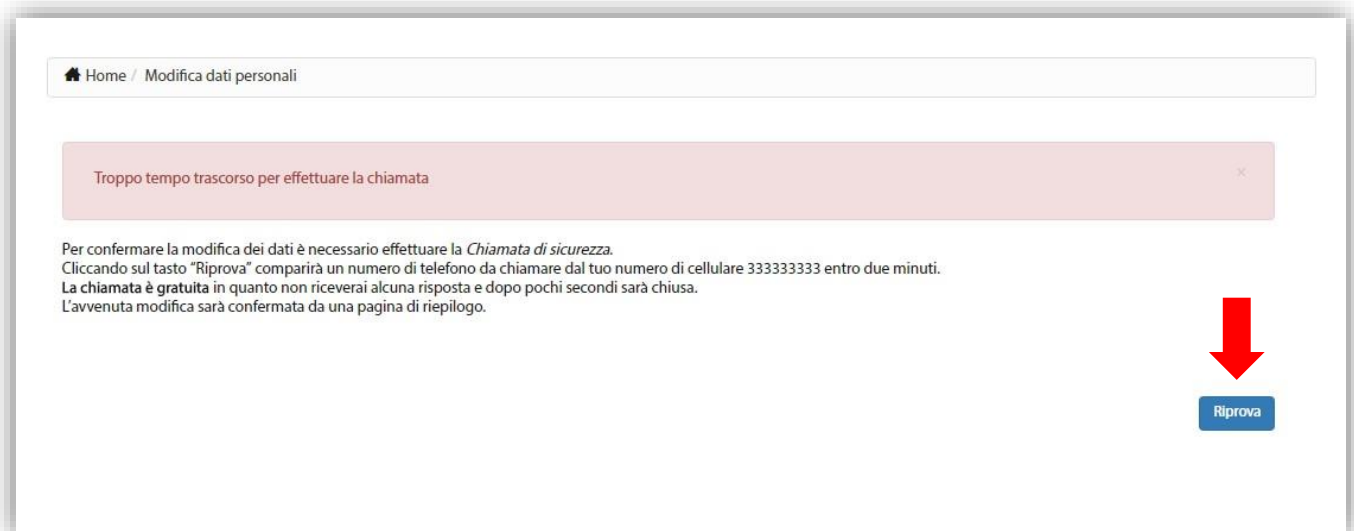 Home / Modifica dati personali
Troppo tempo trascorso per effettuare la chiamata
×
Per confermare la modifica dei dati è necessario effettuare la Chiamata di sicurezza.
Cliccando sul tasto “Riprova” comparirà un numero di telefono da chiamare dal tuo numero di cellulare 333333333 entro due minuti.
La chiamata è gratuita in quanto non riceverai alcuna risposta e dopo pochi secondi sarà chiusa.
L’avvenuta modifica sarà confermata da una pagina di riepilogo.
Riprova